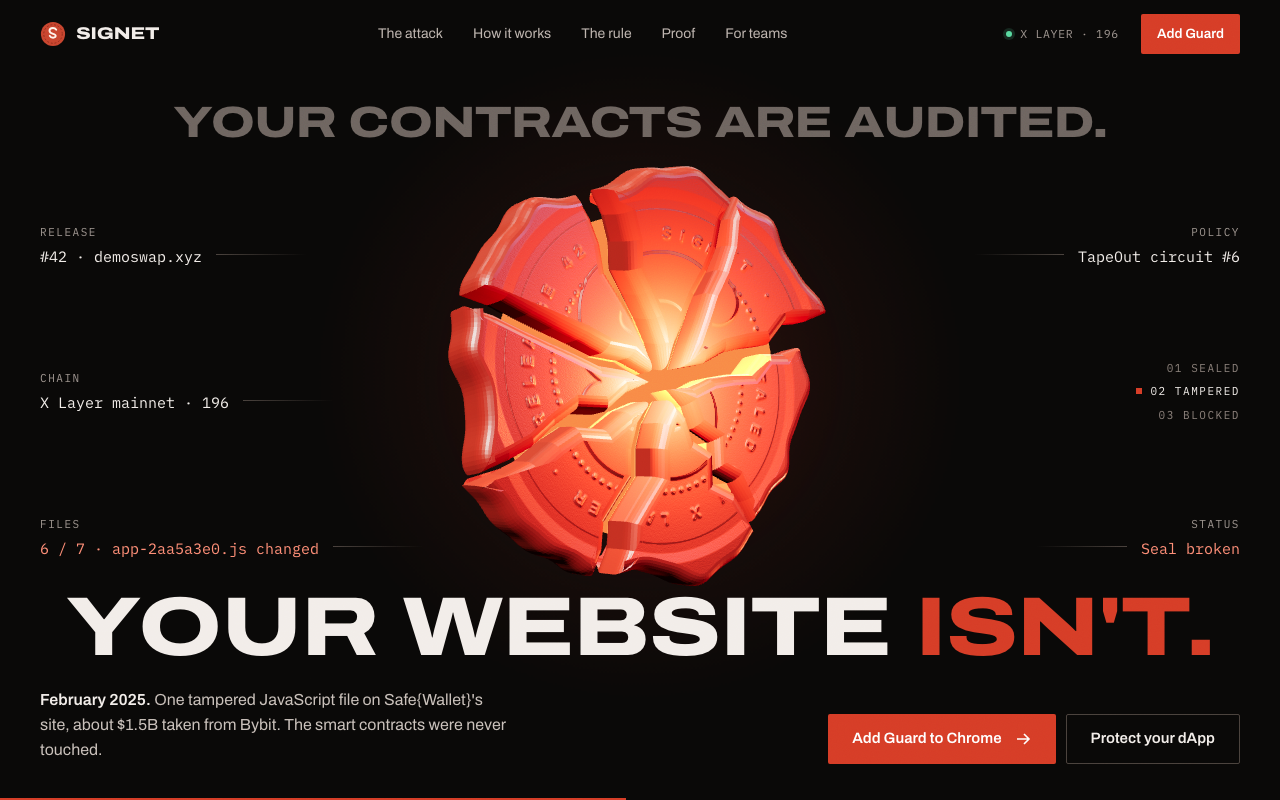 S SIGNET
The attack
How it works
The rule
Proof
For teams
X LAYER · 196
Add Guard
YOUR CONTRACTS ARE AUDITED.
RELEASE
#42 · demoswap.xyz
POLICY
TapeOut circuit #6
CHAIN
X Layer mainnet · 196
01 SEALED
02 TAMPERED
03 BLOCKED
FILES
6 / 7 · app-2aa5a3e0.js changed
STATUS
Seal broken
YOUR WEBSITE ISN'T.
February 2025. One tampered JavaScript file on Safe{Wallet}'s
site, about $1.5B taken from Bybit. The smart contracts were never
touched.
Add Guard to Chrome →
Protect your dApp